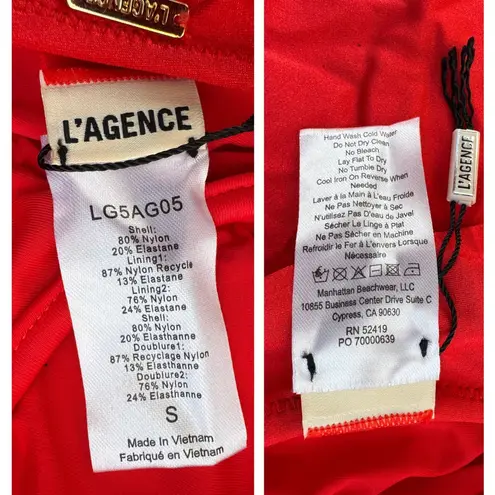 L'AGENCE
L'AGENCE
LG5AG05
Shell:
80% Nylon
20% Elastane
Lining1:
87% Nylon Recycle
13% Elastane
Lining2:
76% Nylon
24% Elastane
Shell:
80% Nylon
20% Elasthanne
Doublure1:
87% Recyclage Nylon
13% Elasthanne
Doublure2:
76% Nylon
24% Elasthanne
S
Made in Vietnam
Fabriqué en Vietnam
Hand Wash Cold Water
Do Not Dry Clean
No Bleach
Lay Flat To Dry
No Tumble Dry
Cool Iron On Reverse When
Needed
Laver à la Main à L'eau Froide
Ne Pas Nettoyer à Sec
N'utilisez Pas D'eau de Javel
Sécher Le Linge à Plat
Ne Pas Sécher en Machine
Refroidir le Fer à L'envers Lorsque
Nécessaire
Manhattan Beachwear, LLC
10855 Business Center Drive Suite C
Cypress, CA 90630
RN 52419
PO 70000639
L'AGENCE